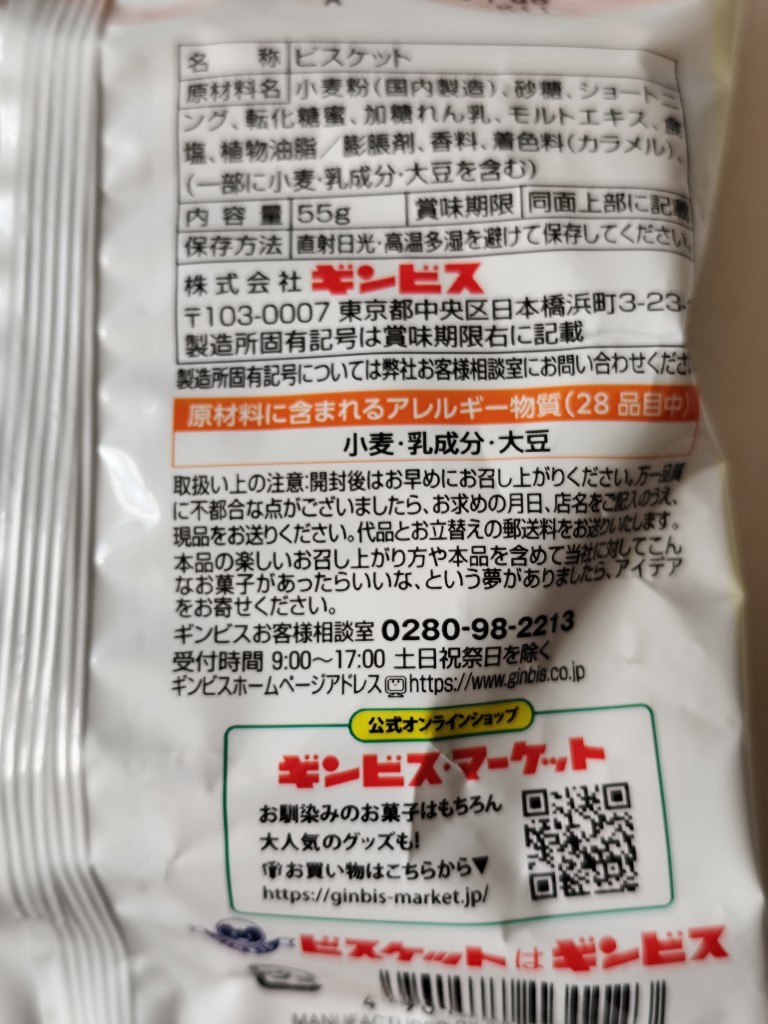 名称 ビスケット
原材料名 小麦粉(国内製造)、砂糖、ショートニ
ング、転化糖蜜、加糖れん乳、モルトエキス、食
塩、植物油脂/膨脹剤、香料、着色料(カラメル)、
(一部に小麦・乳成分・大豆を含む)
内容量 55g 賞味期限 同面上部に記載
保存方法 直射日光・高温多湿を避けて保存してください。
株式会社 ギンビス
〒103-0007 東京都中央区日本橋浜町3-23-
製造所固有記号は賞味期限右に記載
製造所固有記号については弊社お客様相談室にお問い合わせくださ
原材料に含まれるアレルギー物質(28品目中)
小麦・乳成分・大豆
取扱い上の注意:開封後はお早めにお召し上がりください。万一品質
に不都合な点がございましたら、お求めの月日、店名をご記入のうえ、
現品をお送りください。代品とお立替えの郵送料をお送りいたします。
本品の楽しいお召し上がり方や本品を含めて当社に対してこん
なお菓子があったらいいな、という夢がありましたら、アイデア
をお寄せください。
ギンビスお客様相談室 0280-98-2213
受付時間 9:00〜17:00 土日祝祭日を除く
ギンビスホームページアドレス https://www.ginbis.co.jp
公式オンラインショップ
ギンビス・マーケット
お馴染みのお菓子はもちろん
大人気のグッズも!
お買い物はこちらから▼
https://ginbis-market.jp/
ビスケットはギンビス